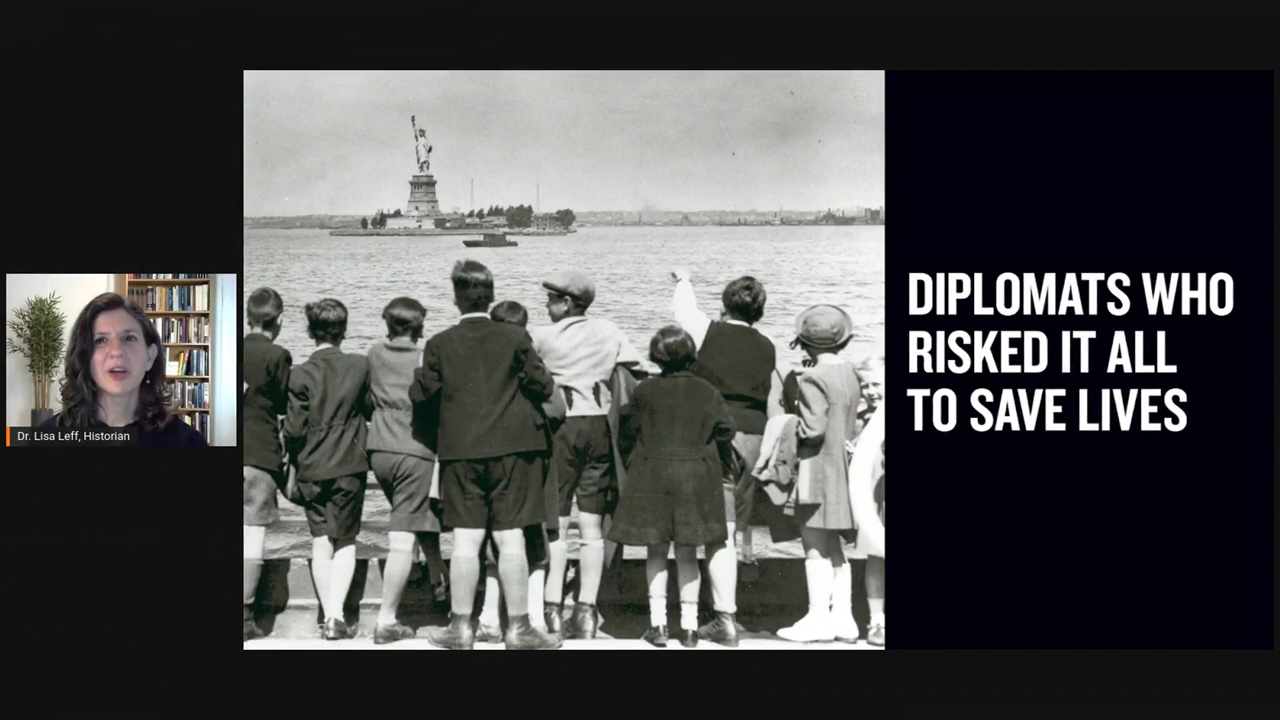 Dr. Lisa Leff, Historian
DIPLOMATS WHO
RISKED IT ALL
TO SAVE LIVES